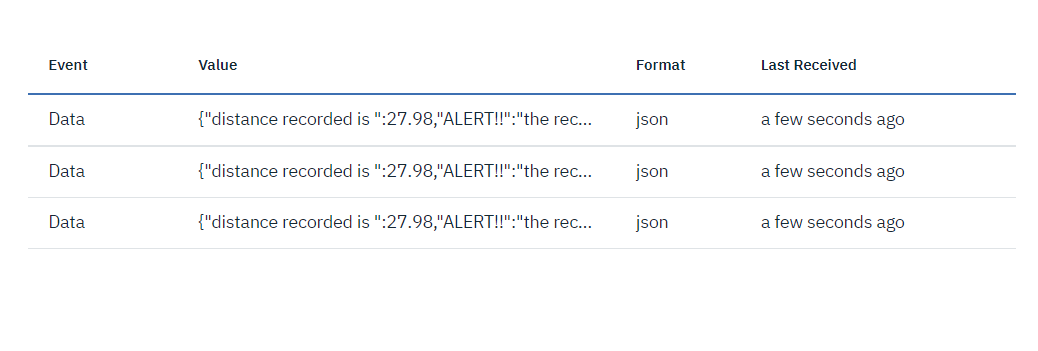 Event Value Format Last Received
Data {"distance recorded is ":27.98,"ALERT!!":"the rec... json a few seconds ago
Data {"distance recorded is ":27.98,"ALERT!!":"the rec... json a few seconds ago
Data {"distance recorded is ":27.98,"ALERT!!":"the rec... json a few seconds ago